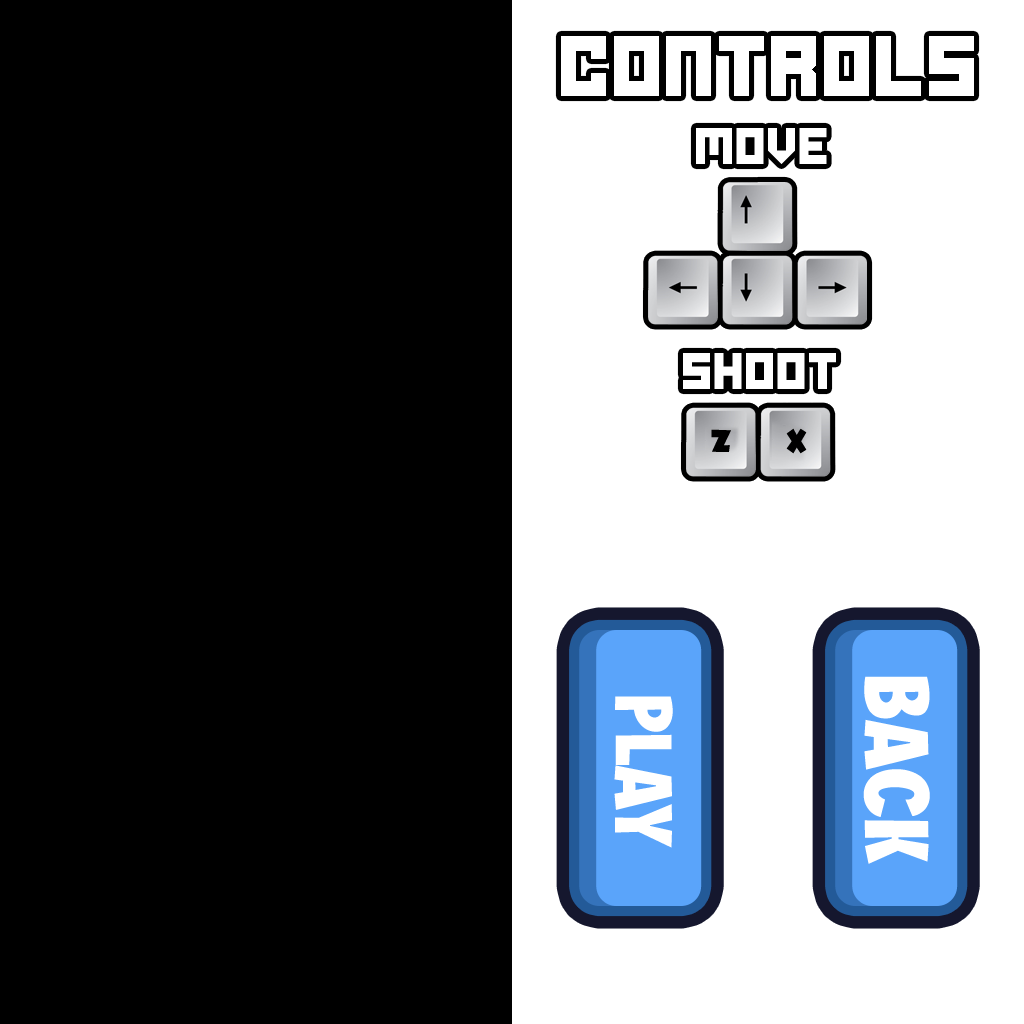 CONTROLS
MOVE
↑
← ↓ →
SHOOT
Z X
PLAY
BACK